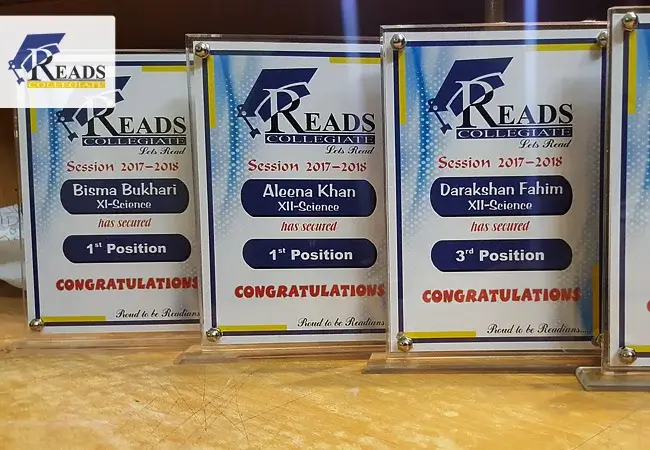 READS
COLLEGIATE
READS
COLLEGIATE
Lets Read
Session 2017-2018
Bisma Bukhari
XI-Science
has secured
1st Position
CONGRATULATIONS
Proud to be Readians
READS
COLLEGIATE
Lets Read
Session 2017-2018
Aleena Khan
XII-Science
has secured
1st Position
CONGRATULATIONS
Proud to be Readians
READS
COLLEGIATE
Lets Read
Session 2017-2018
Darakshan Fahim
XII-Science
has secured
3rd Position
CONGRATULATIONS
Proud to be Readians....